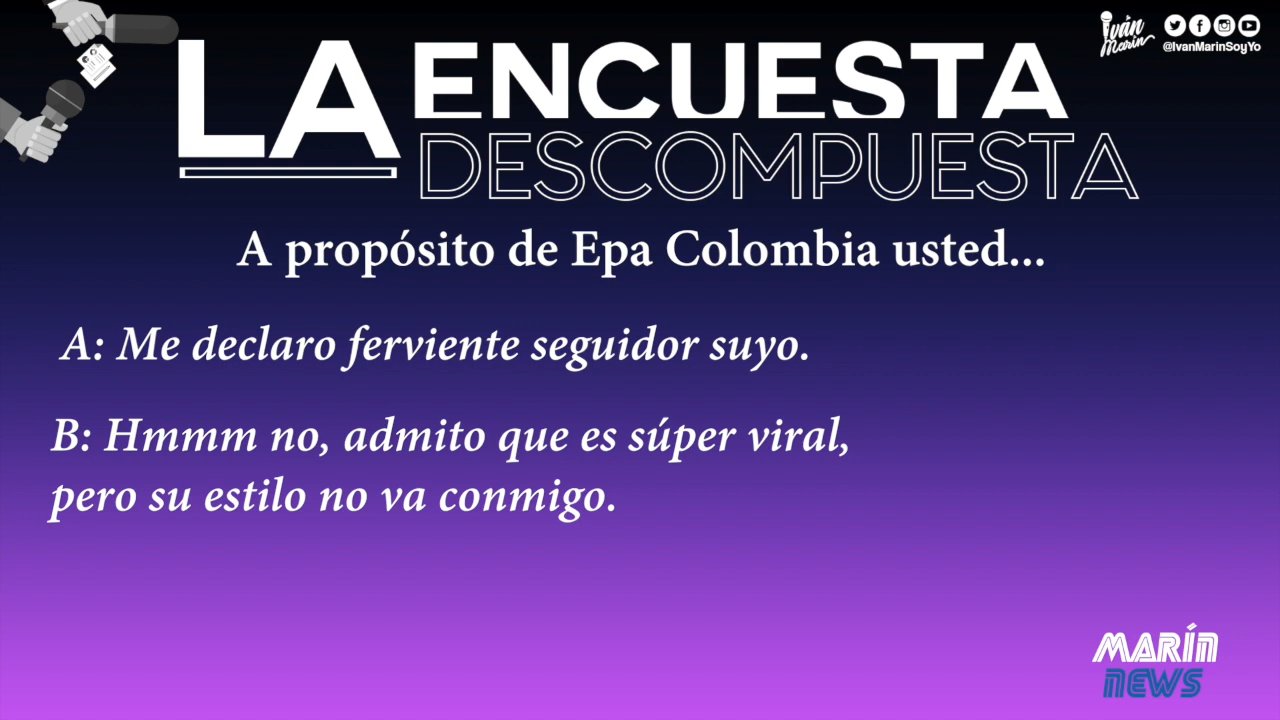 Iván
Marín
@IvanMarinSoyYo
LA ENCUESTA
DESCOMPUESTA
A propósito de Epa Colombia usted...
A: Me declaro ferviente seguidor suyo.
B: Hmmm no, admito que es súper viral,
pero su estilo no va conmigo.
MARÍN
NEWS